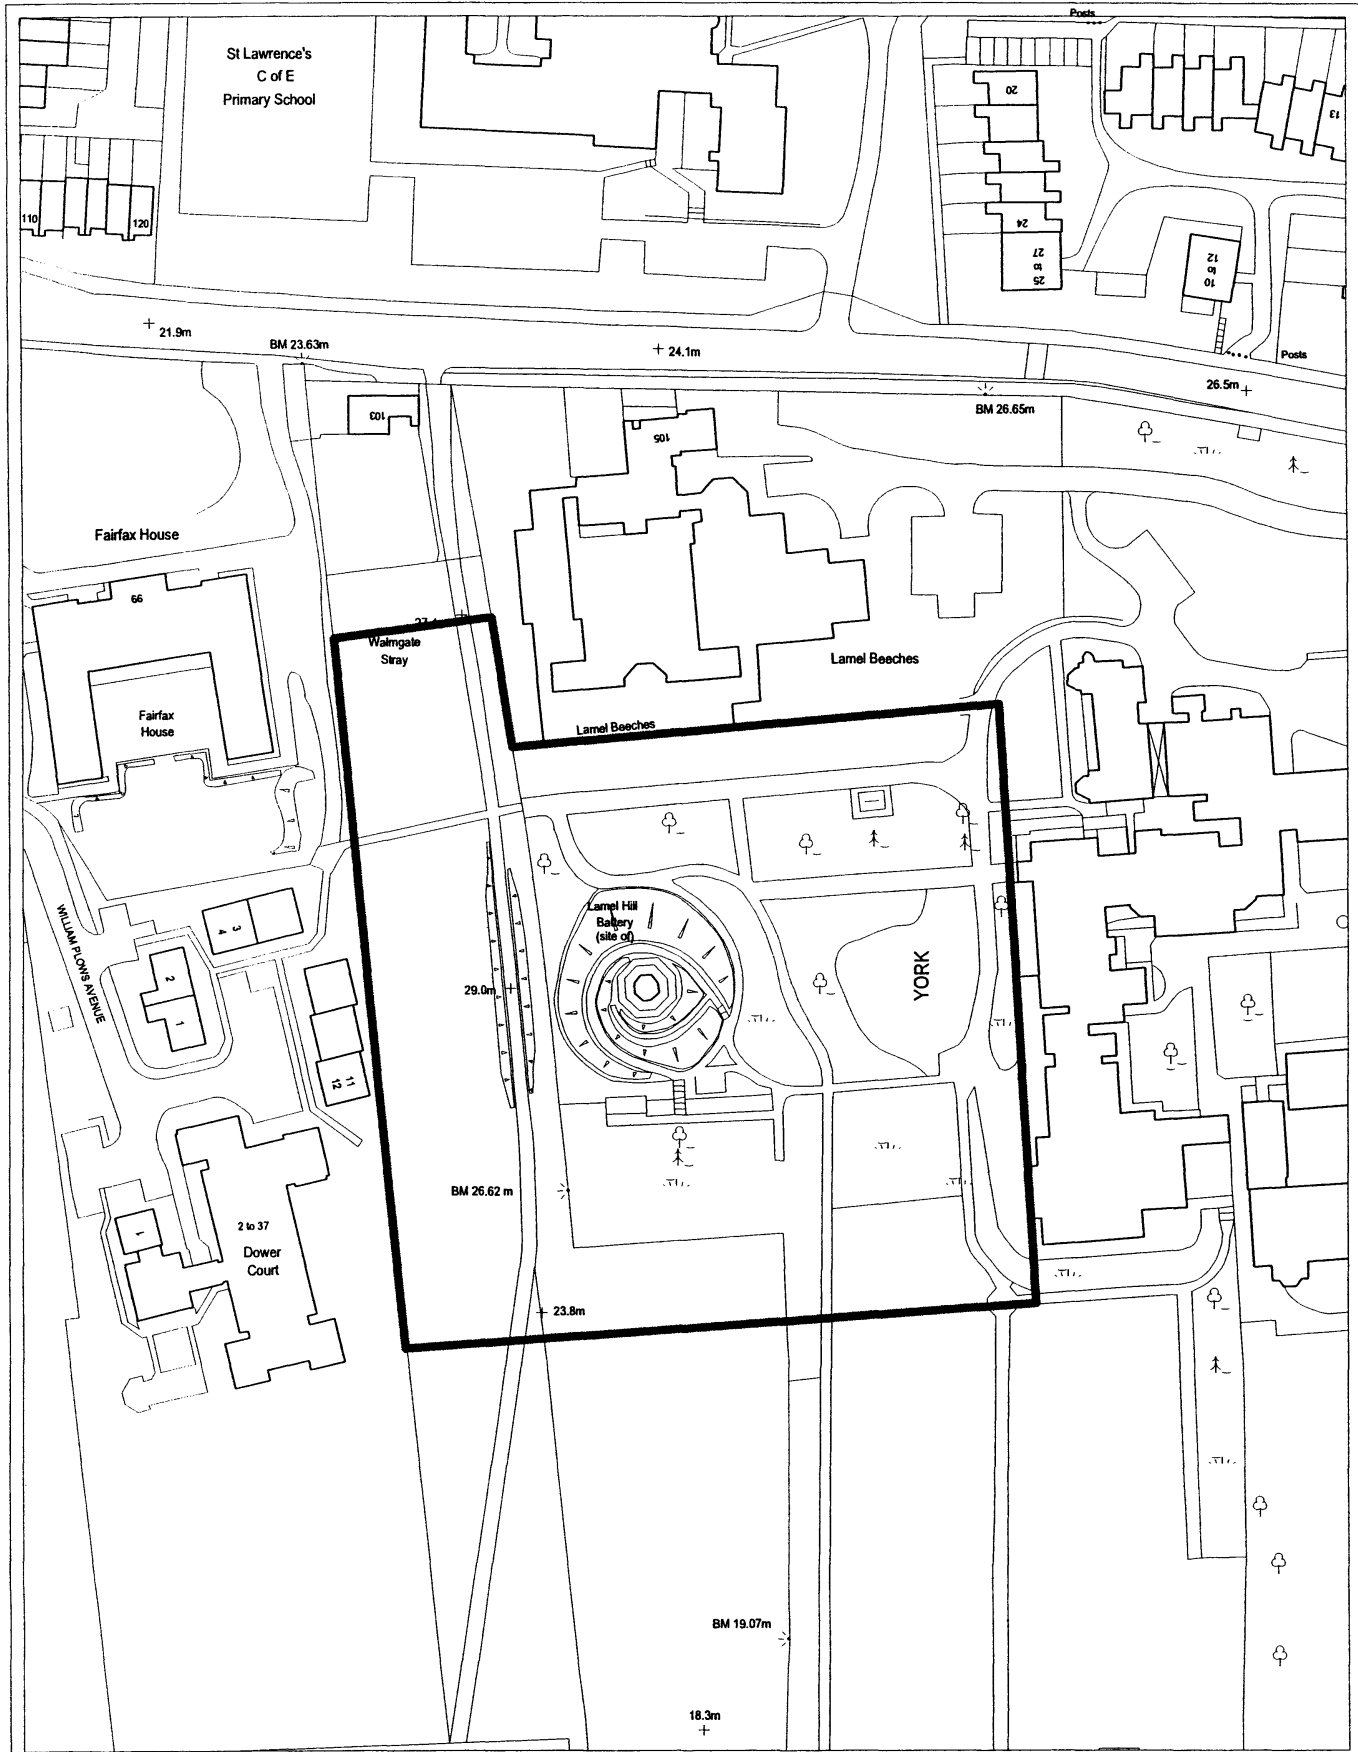 Posts
St Lawrence's
C of E
Primary School
20
13
110
120
24
25
to
27
10
to
12
21.9m
BM 23.63m
24.1m
Posts
26.5m
BM 26.65m
103
105
Fairfax House
66
Walmgate
Stray
Lamel Beeches
Fairfax
House
Lamel Beeches
WILLIAM PLOWS AVENUE
Lamel Hill
Battery
(site of)
YORK
3
4
2
1
29.0m
11
12
BM 26.62 m
1
2 to 37
Dower
Court
23.8m
BM 19.07m
18.3m